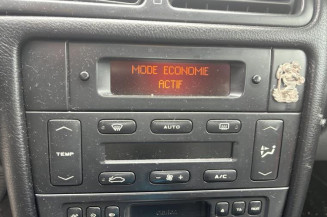 MODE ECONOMIE
ACTIF
AUTO
TEMP
A/C